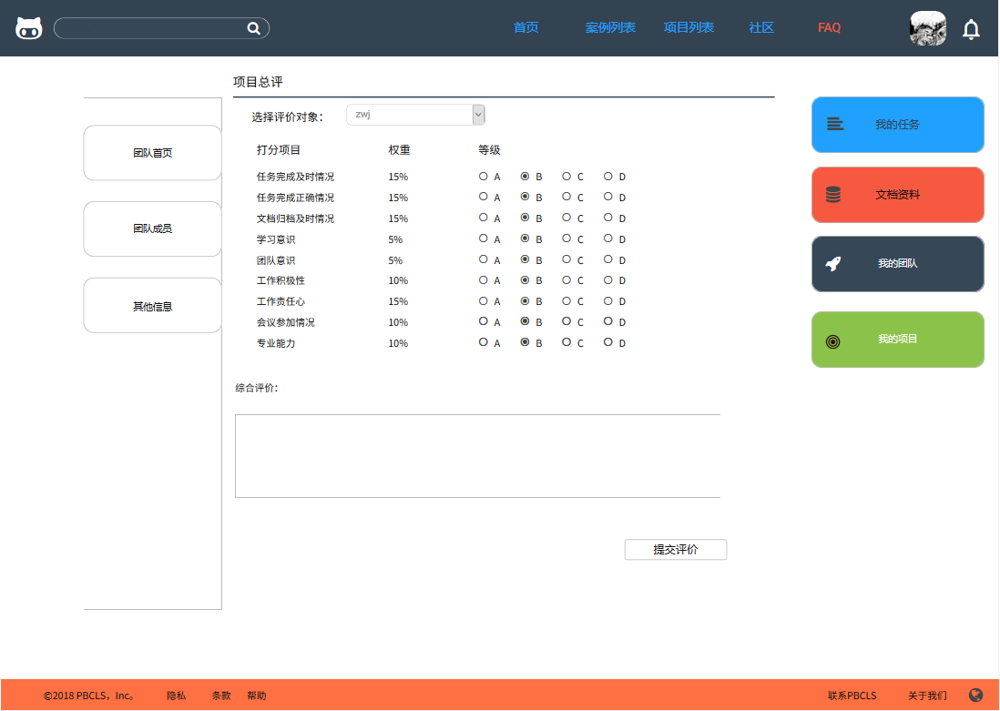 首页 案例列表 项目列表 社区 FAQ
项目总评
选择评价对象： zwj
打分项目 权重 等级
任务完成及时情况 15% A B C D
任务完成正确情况 15% A B C D
文档归档及时情况 15% A B C D
学习意识 5% A B C D
团队意识 5% A B C D
工作积极性 10% A B C D
工作责任心 15% A B C D
会议参加情况 10% A B C D
专业能力 10% A B C D
综合评价：
提交评价
团队首页
团队成员
其他信息
我的任务
文档资料
我的团队
我的项目
©2018 PBCLS，Inc。 隐私 条款 帮助 联系PBCLS 关于我们